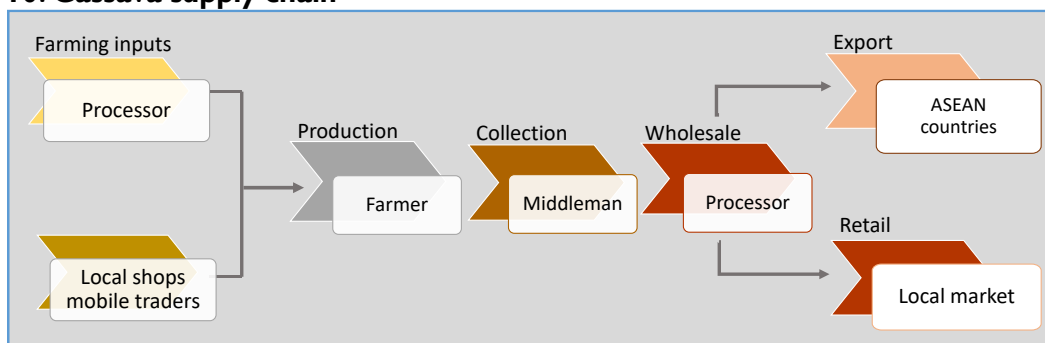 Farming inputs
Processor
Local shops
mobile traders
Production
Farmer
Collection
Middleman
Wholesale
Processor
Export
ASEAN
countries
Retail
Local market